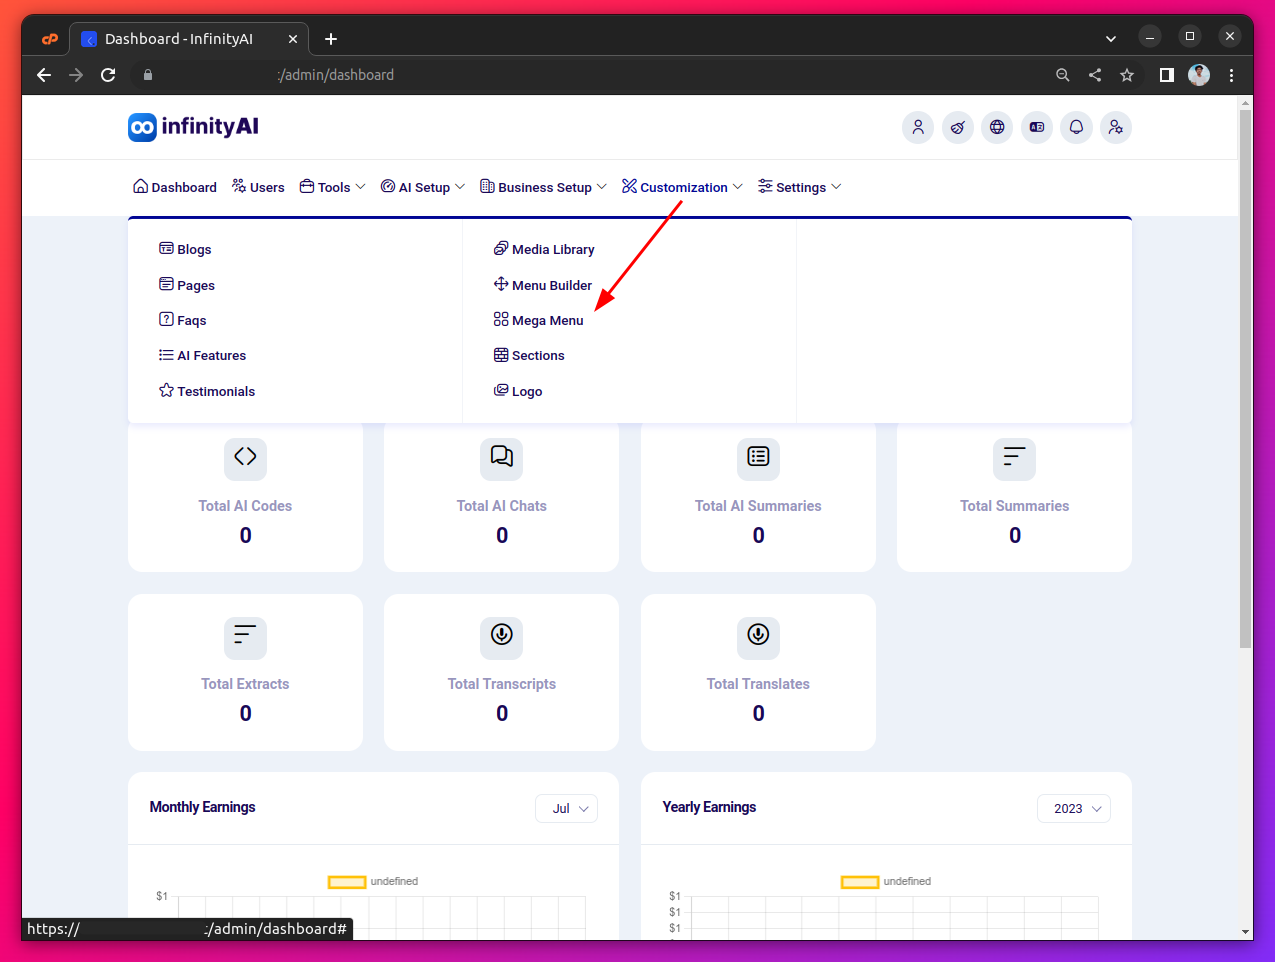 Dashboard - InfinityAI
:/admin/dashboard
infinityAI
Dashboard Users Tools AI Setup Business Setup Customization Settings
Blogs
Pages
Faqs
AI Features
Testimonials
Media Library
Menu Builder
Mega Menu
Sections
Logo
Total AI Codes
0
Total AI Chats
0
Total AI Summaries
0
Total Summaries
0
Total Extracts
0
Total Transcripts
0
Total Translates
0
Monthly Earnings
Jul
undefined
$1
Yearly Earnings
2023
undefined
$1
$1
$1
https:// :/admin/dashboard#